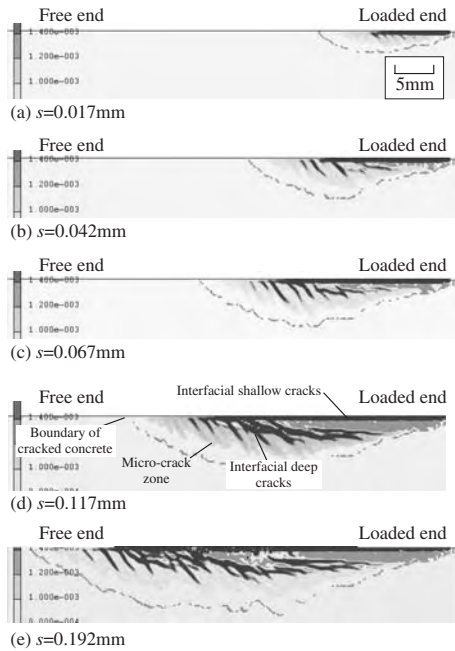 Free end Loaded end
1.400e-003
1.200e-003
1.000e-003
5mm
(a) s=0.017mm
Free end Loaded end
1.400e-003
1.200e-003
1.000e-003
(b) s=0.042mm
Free end Loaded end
1.400e-003
1.200e-003
1.000e-003
(c) s=0.067mm
Free end Loaded end
Interfacial shallow cracks
1.400e-003
Boundary of
cracked concrete
Micro-crack
zone
Interfacial deep
cracks
(d) s=0.117mm
Free end Loaded end
1.400e-003
1.200e-003
1.000e-003
(e) s=0.192mm